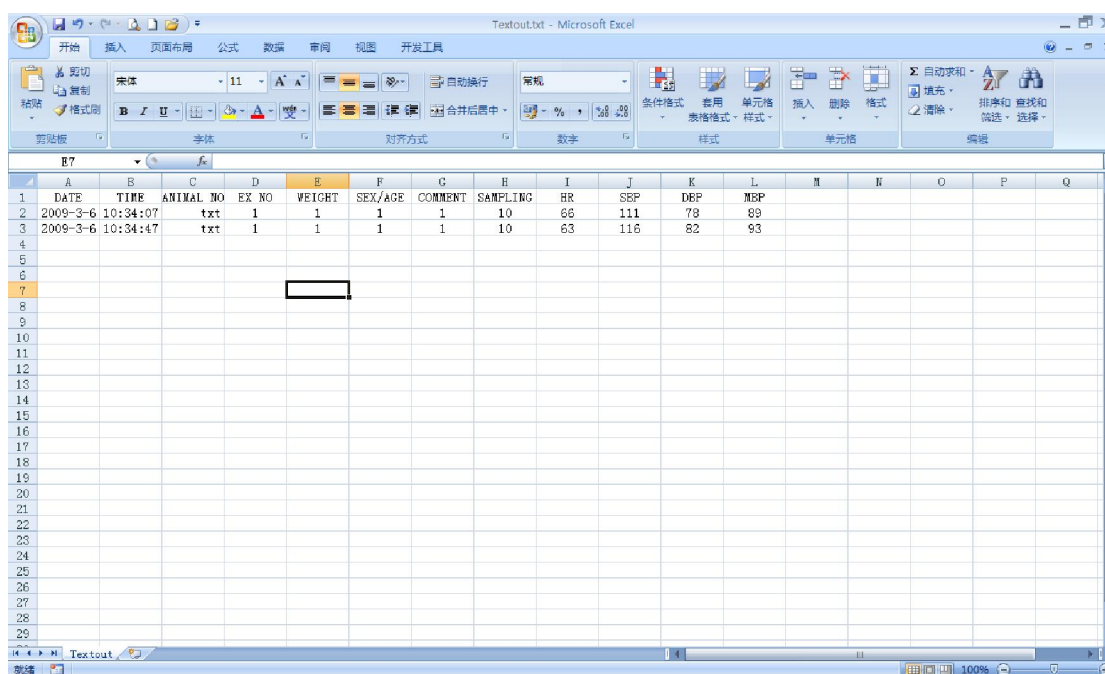 Textout.txt - Microsoft Excel
开始 插入 页面布局 公式 数据 审阅 视图 开发工具
剪切
复制
格式刷
粘贴
剪贴板
宋体 11
B I U
字体
自动换行
合并后居中
对齐方式
常规
数字
条件格式 套用表格格式 单元格样式
样式
插入 删除 格式
单元格
Σ 自动求和
填充
清除
排序和筛选 查找和选择
编辑
E7 fx
A B C D E F G H I J K L M N O P Q
1 DATE TIME ANIMAL NO EX NO WEIGHT SEX/AGE COMMENT SAMPLING HR SBP DBP MBP
2 2009-3-6 10:34:07 txt 1 1 1 1 10 66 111 78 89
3 2009-3-6 10:34:47 txt 1 1 1 1 10 63 116 82 93
4
5
6
7
8
9
10
11
12
13
14
15
16
17
18
19
20
21
22
23
24
25
26
27
28
29
Textout
就绪 100%